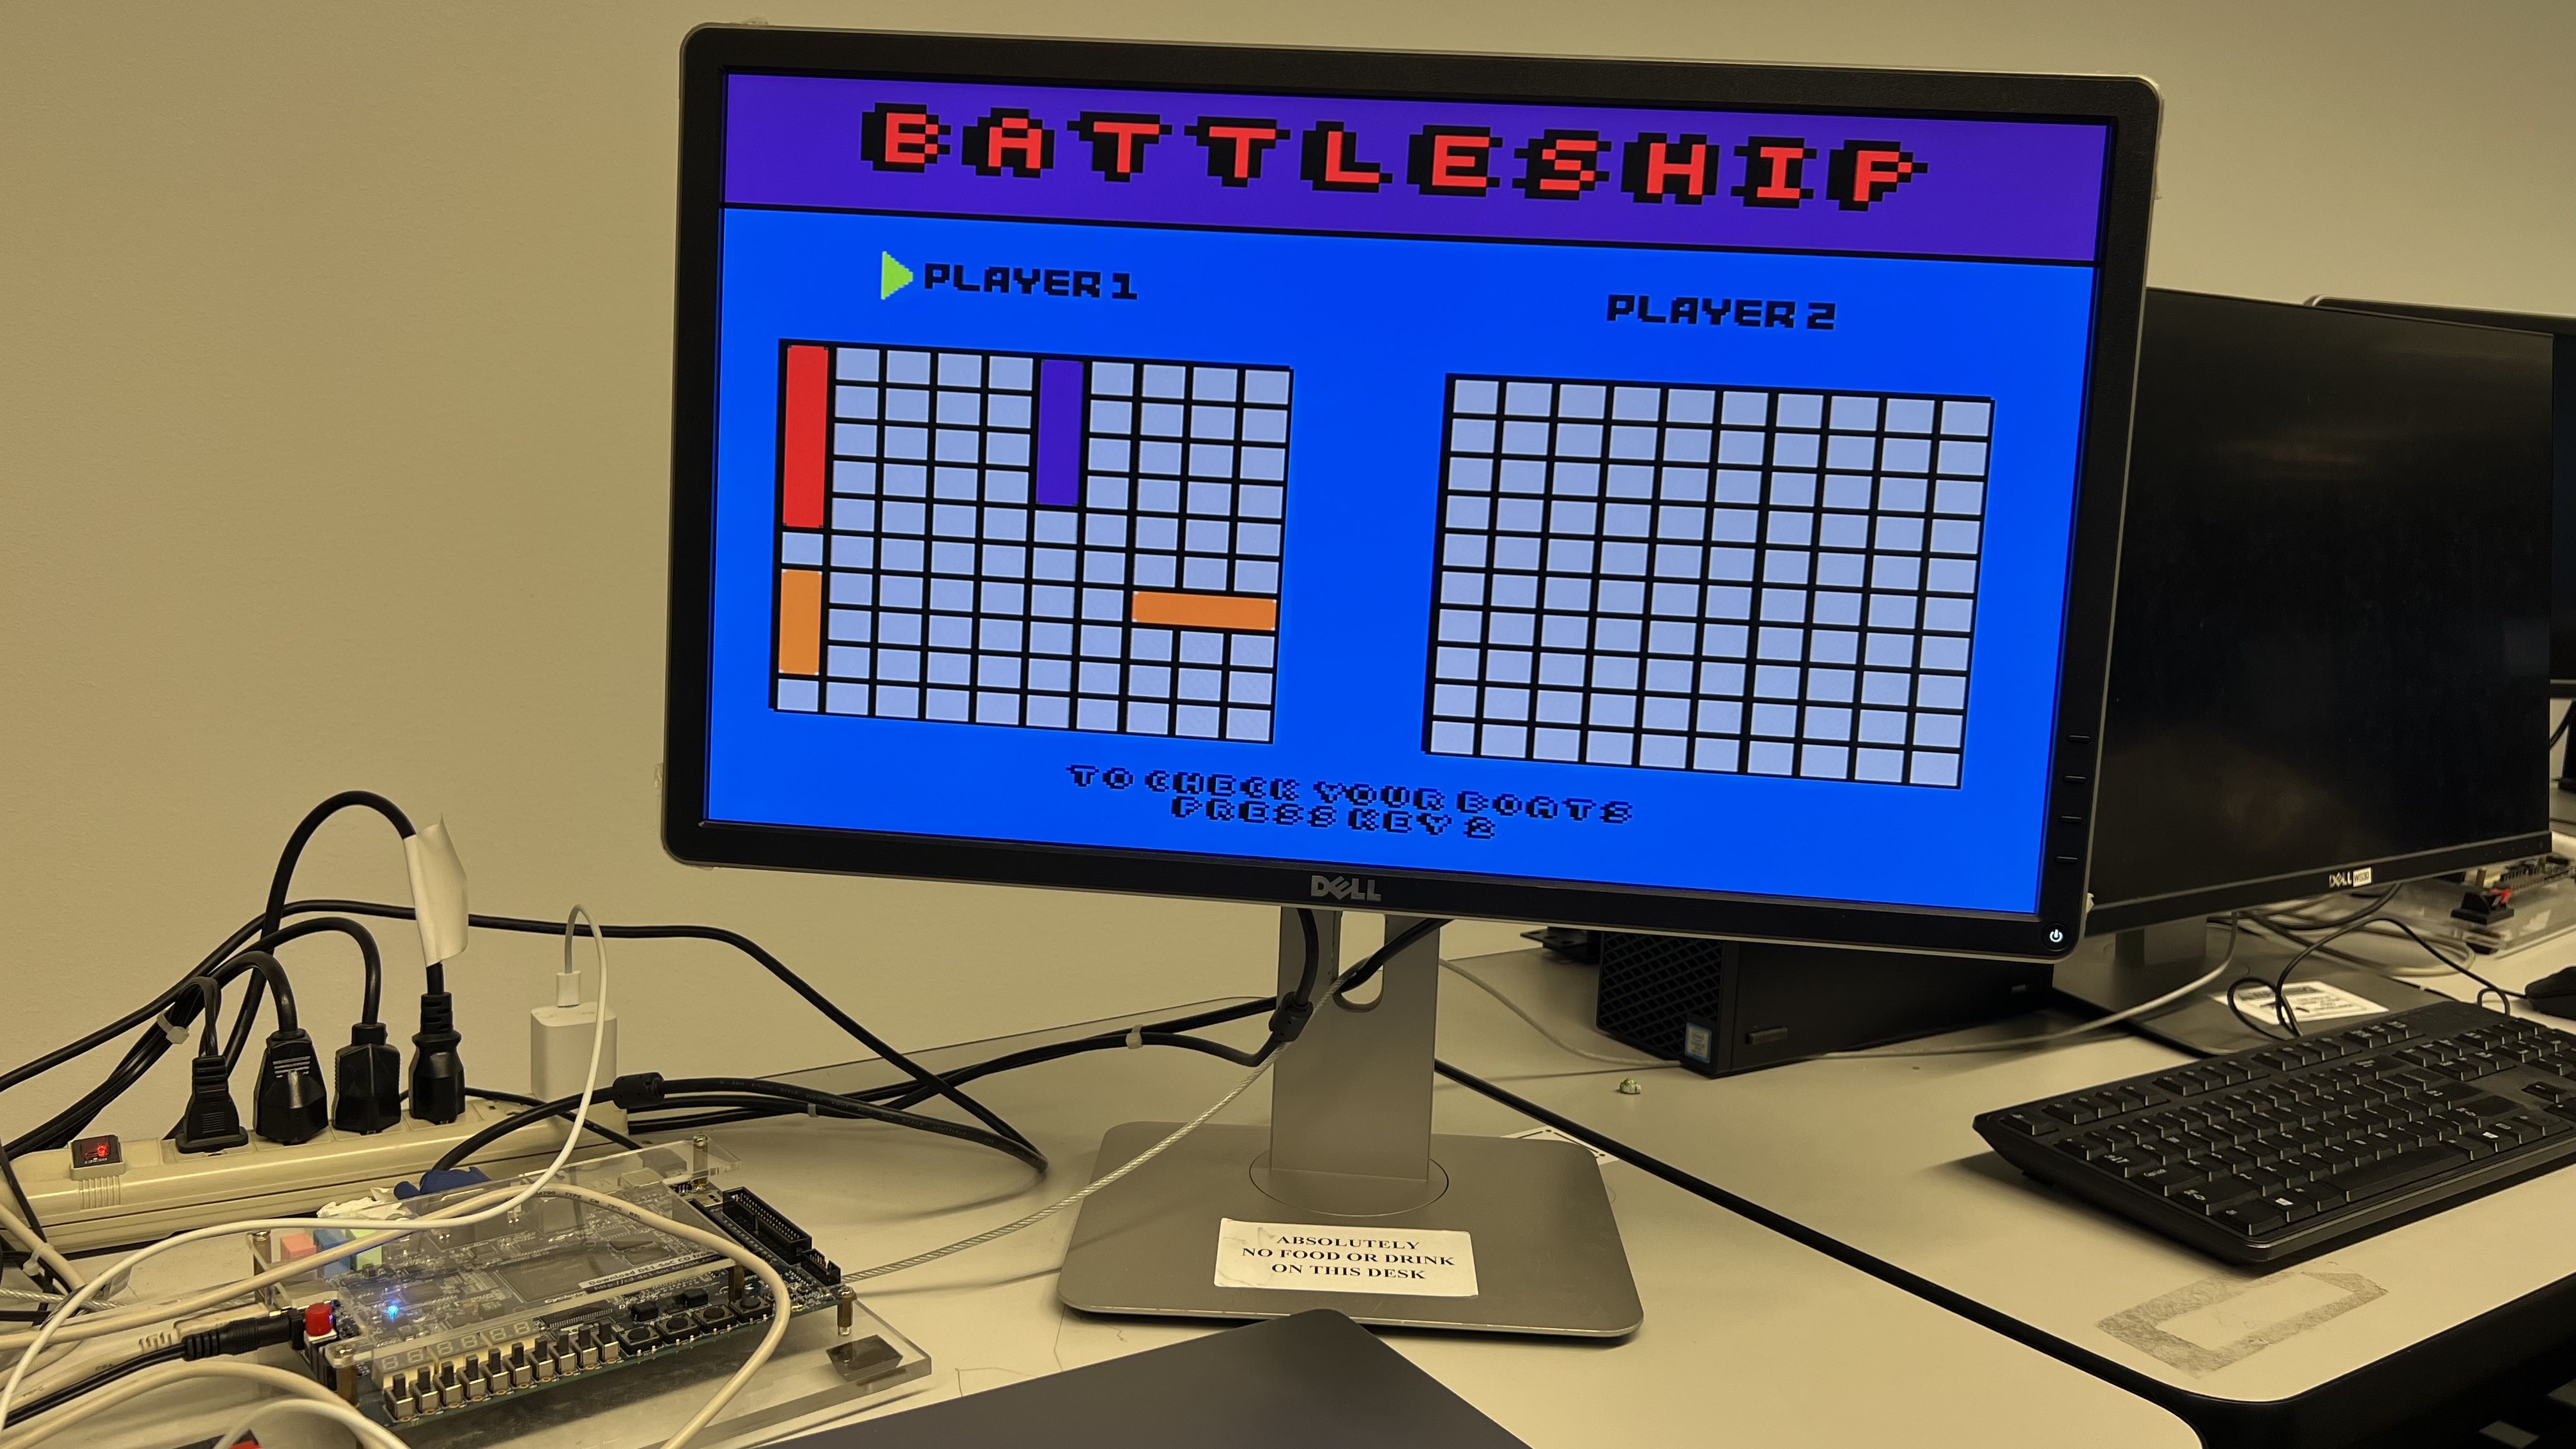 BATTLESHIP
PLAYER 1
PLAYER 2
TO CHECK YOUR BOATS
PRESS KEY 2
DELL
DELL
ABSOLUTELY
NO FOOD OR DRINK
ON THIS DESK